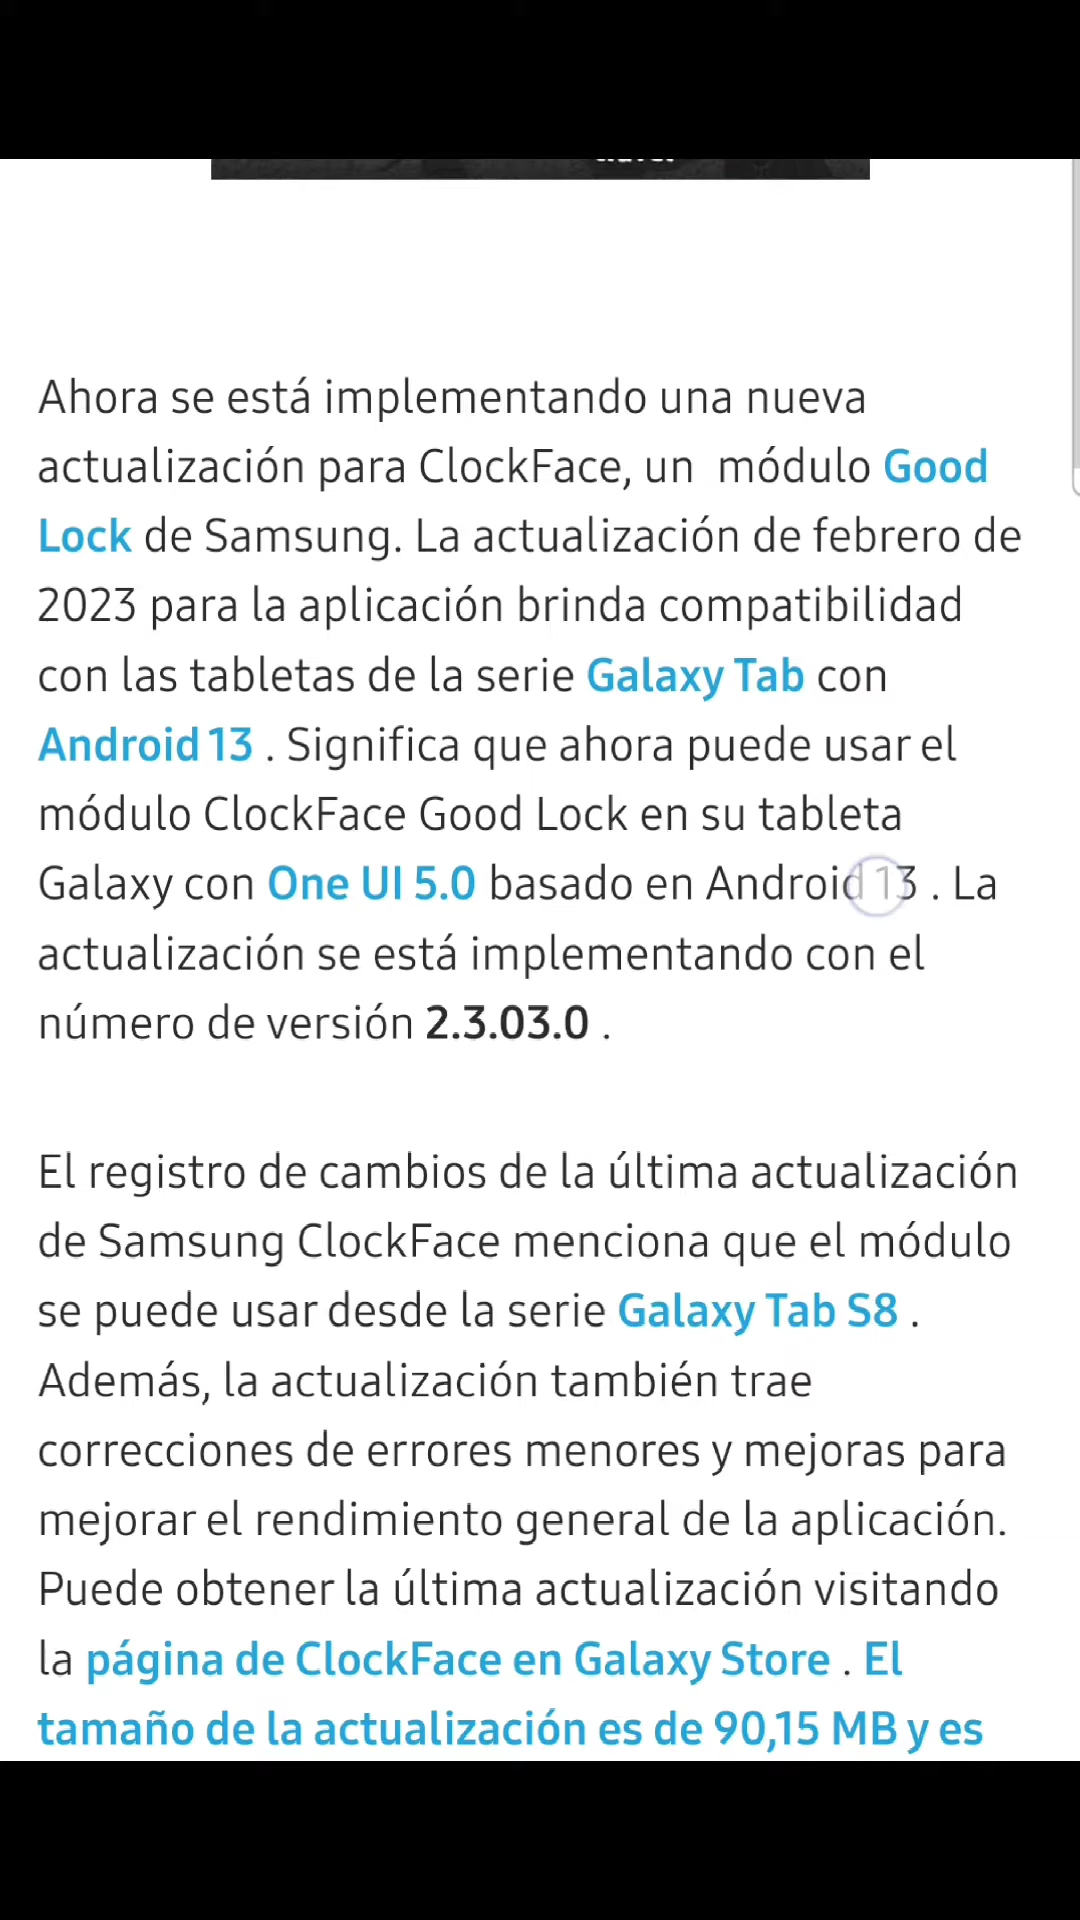 Ahora se está implementando una nueva
actualización para ClockFace, un módulo Good
Lock de Samsung. La actualización de febrero de
2023 para la aplicación brinda compatibilidad
con las tabletas de la serie Galaxy Tab con
Android 13 . Significa que ahora puede usar el
módulo ClockFace Good Lock en su tableta
Galaxy con One UI 5.0 basado en Android 13 . La
actualización se está implementando con el
número de versión 2.3.03.0 .
El registro de cambios de la última actualización
de Samsung ClockFace menciona que el módulo
se puede usar desde la serie Galaxy Tab S8 .
Además, la actualización también trae
correcciones de errores menores y mejoras para
mejorar el rendimiento general de la aplicación.
Puede obtener la última actualización visitando
la página de ClockFace en Galaxy Store . El
tamaño de la actualización es de 90,15 MB y es